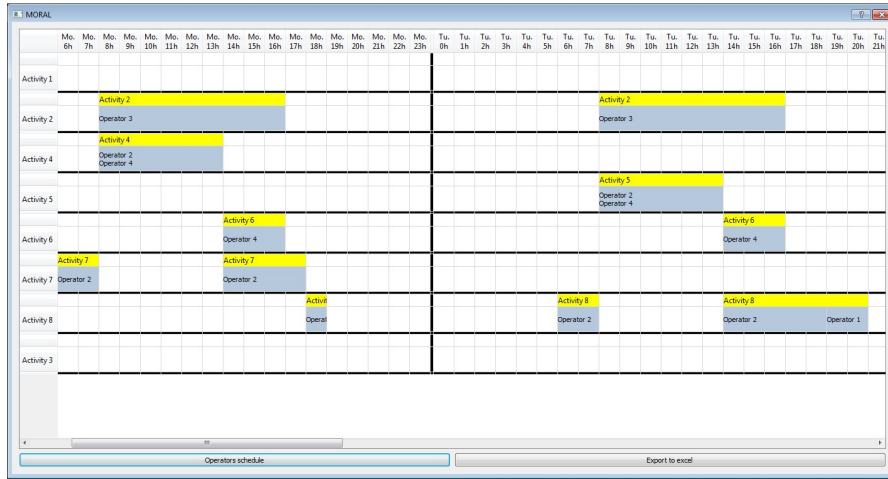 MORAL
Mo. Mo. Mo. Mo. Mo. Mo. Mo. Mo. Mo. Mo. Mo. Mo. Mo. Mo. Mo. Mo. Mo. Mo. Tu. Tu. Tu. Tu. Tu. Tu. Tu. Tu. Tu. Tu. Tu. Tu. Tu. Tu. Tu. Tu. Tu. Tu. Tu. Tu. Tu. Tu.
6h 7h 8h 9h 10h 11h 12h 13h 14h 15h 16h 17h 18h 19h 20h 21h 22h 23h 0h 1h 2h 3h 4h 5h 6h 7h 8h 9h 10h 11h 12h 13h 14h 15h 16h 17h 18h 19h 20h 21h
Activity 1
Activity 2 Activity 2
Activity 2 Operator 3 Operator 3
Activity 4
Activity 4 Operator 2
Operator 4
Activity 5
Activity 5 Operator 2
Operator 4
Activity 6 Activity 6
Activity 6 Operator 4 Operator 4
Activity 7 Activity 7
Activity 7 Operator 2 Operator 2
Activit Activity 8 Activity 8
Activity 8 Operat Operator 2 Operator 2 Operator 1
Activity 3
Operators schedule Export to excel